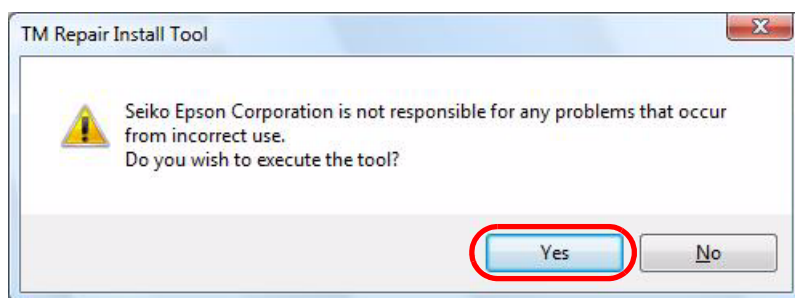 TM Repair Install Tool
Seiko Epson Corporation is not responsible for any problems that occur
from incorrect use.
Do you wish to execute the tool?
Yes
No